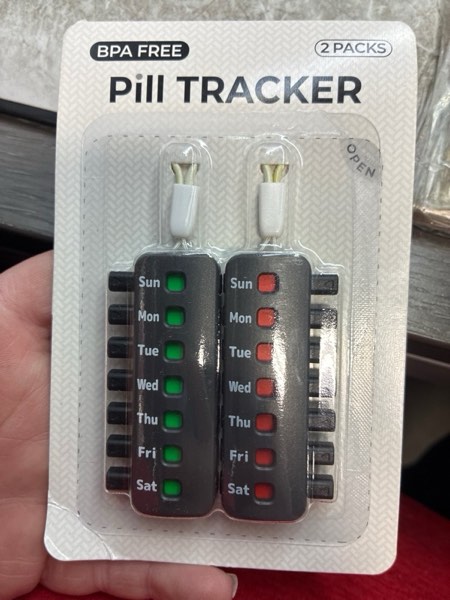 BPA FREE
2 PACKS
Pill TRACKER
OPEN
Sun
Mon
Tue
Wed
Thu
Fri
Sat
Sun
Mon
Tue
Wed
Thu
Fri
Sat